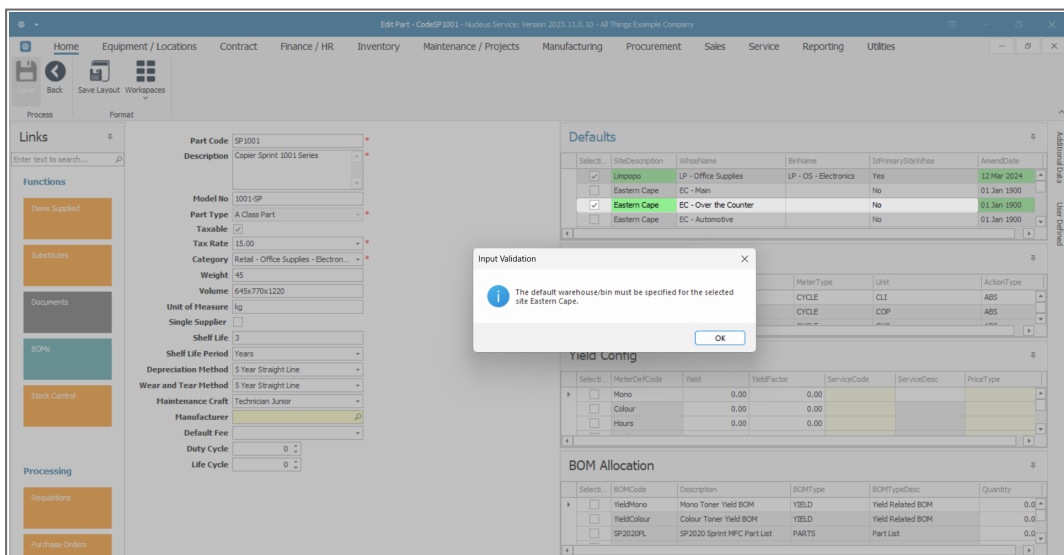 Edit Part - CodeSP1001 - Nucleus Service: Version 2023.11.0.10 - All Things Example Company
Home Equipment / Locations Contract Finance / HR Inventory Maintenance / Projects Manufacturing Procurement Sales Service Reporting Utilities
Save Back Save Layout Workspaces
Process Format
Links
Enter text to search...
Functions
Items Supplied
Substitutes
Documents
BOMs
Stock Control
Processing
Requisitions
Purchase Orders
Part Code SP1001 *
Description Copier Sprint 1001 Series *
Model No 1001-SP
Part Type A Class Part *
Taxable
Tax Rate 15.00 *
Category Retail - Office Supplies - Electron... *
Weight 45
Volume 645x770x1220
Unit of Measure kg
Single Supplier
Shelf Life 3
Shelf Life Period Years
Depreciation Method 5 Year Straight Line
Wear and Tear Method 5 Year Straight Line
Maintenance Craft Technician Junior
Manufacturer
Default Fee
Duty Cycle 0
Life Cycle 0
Defaults
Selecti... SiteDescription WhseName BinName IsPrimarySiteWhse AmendDate
Limpopo LP - Office Supplies LP - OS - Electronics Yes 12 Mar 2024
Eastern Cape EC - Main No 01 Jan 1900
Eastern Cape EC - Over the Counter No 01 Jan 1900
Eastern Cape EC - Automotive No 01 Jan 1900
Additional Data
User Defined
Input Validation
The default warehouse/bin must be specified for the selected
site Eastern Cape.
OK
MeterType Unit ActionType
CYCLE CLI ABS
CYCLE COP ABS
Yield Config
Selecti... MeterDefCode Yield YieldFactor ServiceCode ServiceDesc PriceType
Mono 0.00 0.00
Colour 0.00 0.00
Hours 0.00 0.00
BOM Allocation
Selecti... BOMCode Description BOMType BOMTypeDesc Quantity
YieldMono Mono Toner Yield BOM YIELD Yield Related BOM 0.0
YieldColour Colour Toner Yield BOM YIELD Yield Related BOM 0.0
SP2020PL SP2020 Sprint MFC Part List PARTS Part List 0.0